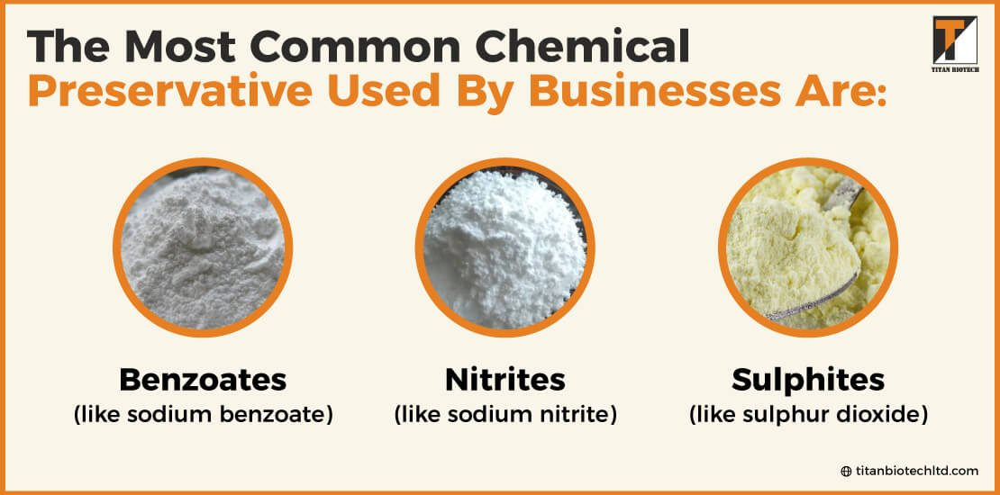 The Most Common Chemical
Preservative Used By Businesses Are:
T
TITAN BIOTECH
Benzoates
(like sodium benzoate)
Nitrites
(like sodium nitrite)
Sulphites
(like sulphur dioxide)
titanbiotechltd.com